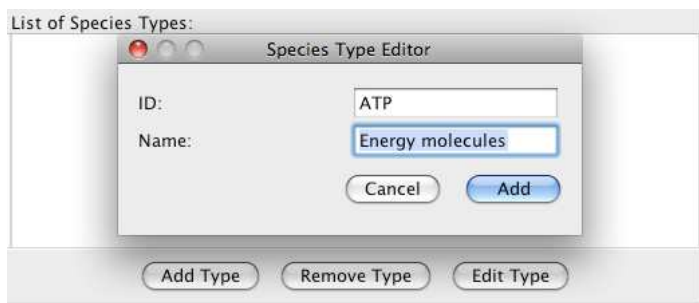 List of Species Types:
Species Type Editor
ID: ATP
Name: Energy molecules
Cancel Add
Add Type Remove Type Edit Type